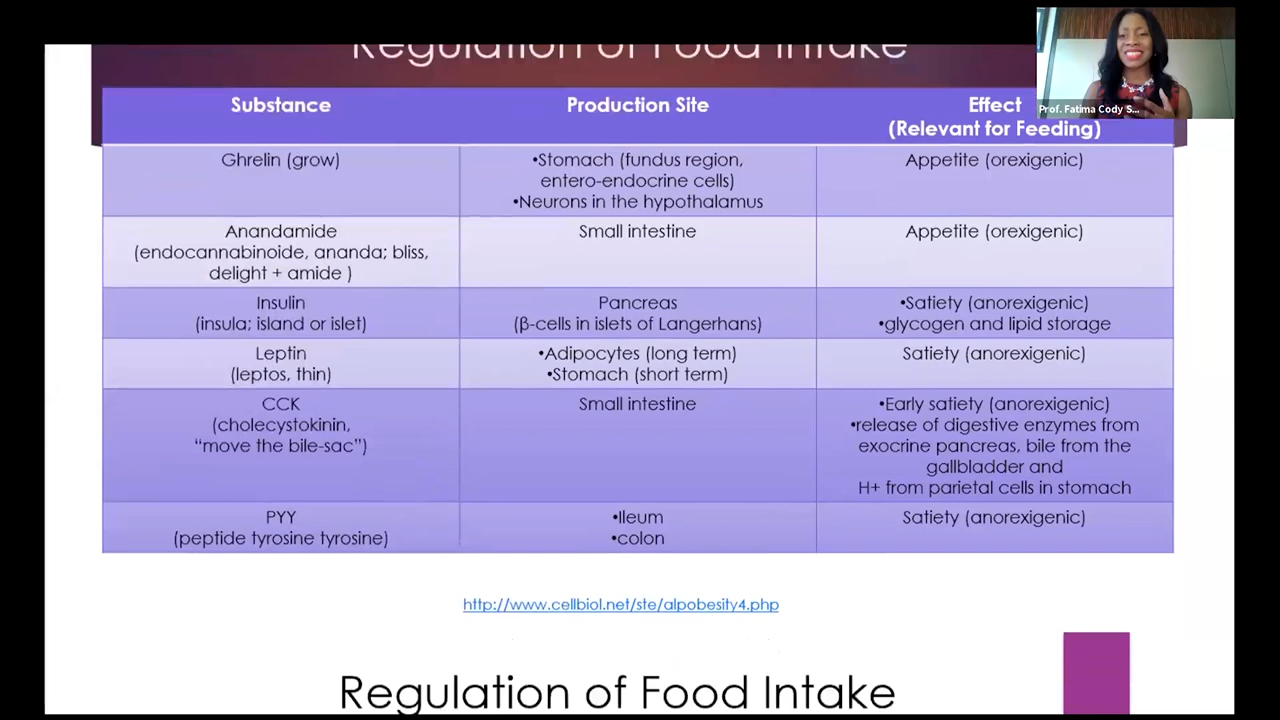 Regulation of Food Intake
Substance
Production Site
Effect
(Relevant for Feeding)
Prof. Fatima Cody S...
Ghrelin (grow)
•Stomach (fundus region,
entero-endocrine cells)
•Neurons in the hypothalamus
Appetite (orexigenic)
Anandamide
(endocannabinoide, ananda; bliss,
delight + amide )
Small intestine
Appetite (orexigenic)
Insulin
(insula; island or islet)
Pancreas
(β-cells in islets of Langerhans)
•Satiety (anorexigenic)
•glycogen and lipid storage
Leptin
(leptos, thin)
•Adipocytes (long term)
•Stomach (short term)
Satiety (anorexigenic)
CCK
(cholecystokinin,
“move the bile-sac”)
Small intestine
•Early satiety (anorexigenic)
•release of digestive enzymes from
exocrine pancreas, bile from the
gallbladder and
H+ from parietal cells in stomach
PYY
(peptide tyrosine tyrosine)
•Ileum
•colon
Satiety (anorexigenic)
http://www.cellbiol.net/ste/alpobesity4.php
Regulation of Food Intake